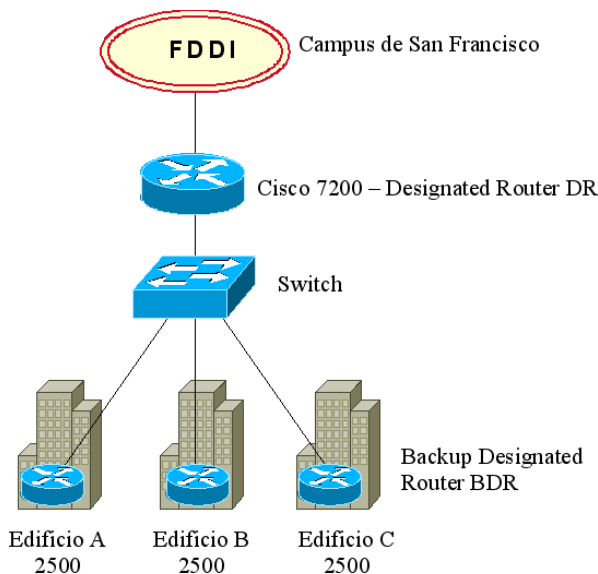 FDDI
Campus de San Francisco
Cisco 7200 – Designated Router DR
Switch
Backup Designated
Router BDR
Edificio A
2500
Edificio B
2500
Edificio C
2500